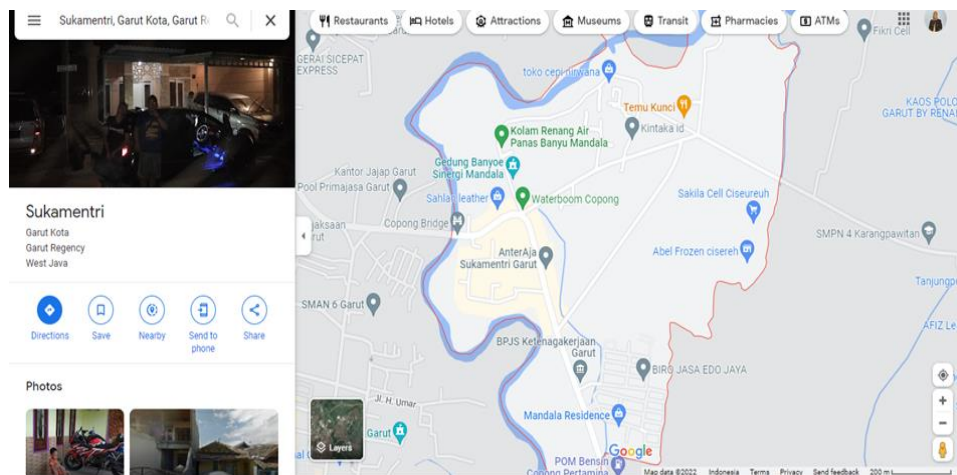 Sukamentri, Garut Kota, Garut R
Sukamentri
Garut Kota
Garut Regency
West Java
Directions
Save
Nearby
Send to
phone
Share
Photos
Restaurants
Hotels
Attractions
Museums
Transit
Pharmacies
ATMs
GERAI SICEPAT
EXPRESS
Fikri Cell
toko cepi nirwana
KAOS POLO
GARUT BY RENA
Temu Kunci
Kintaka id
Kolam Renang Air
Panas Banyu Mandala
Gedung Banyoe
Sinergi Mandala
Kantor Jajap Garut
Pool Primajasa Garut
Sahlan leather
Waterboom Copong
Sakila Cell Ciseureuh
Copong Bridge
SMPN 4 Karangpawitan
AnterAja
Sukamentri Garut
Abel Frozen cisereh
Tanjungp
SMAN 6 Garut
AFIZ Le
BPJS Ketenagakerjaan
Garut
BIRO JASA EDO JAYA
Jl. H. Umar
Mandala Residence
Garut
Layers
Google
POM Bensin
Copong Pertamina
Map data ©2022
Indonesia
Terms
Privacy
Send feedback
200 m